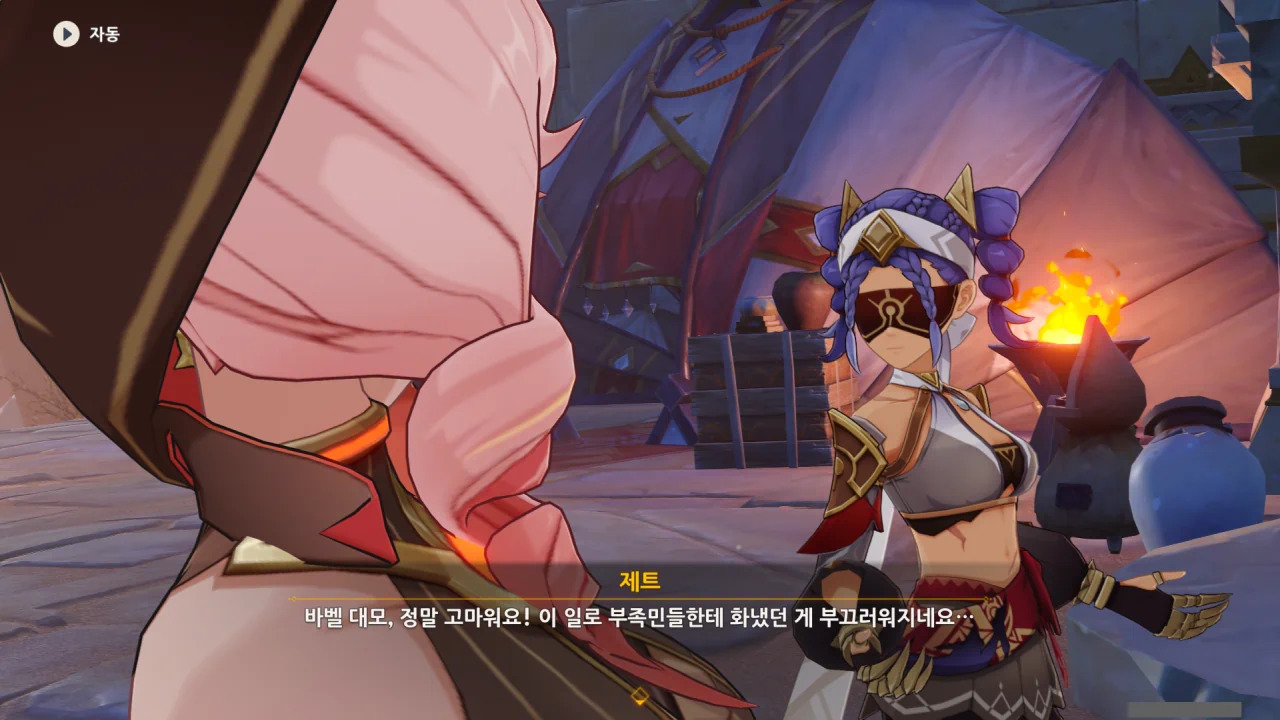 자동
제트
바벨 대모, 정말 고마워요! 이 일로 부족민들한테 화냈던 게 부끄러워지네요…